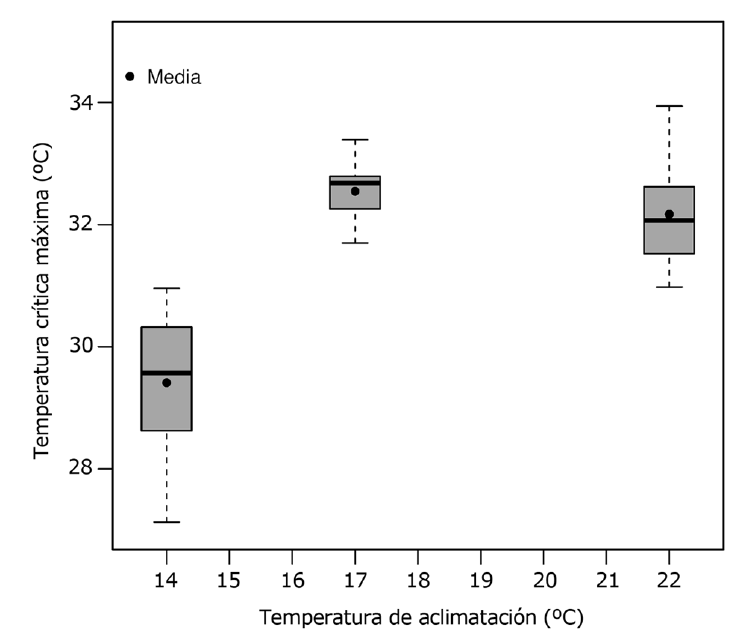 Media
34
32
30
28
Temperatura crítica máxima (ºC)
14 15 16 17 18 19 20 21 22
Temperatura de aclimatación (ºC)